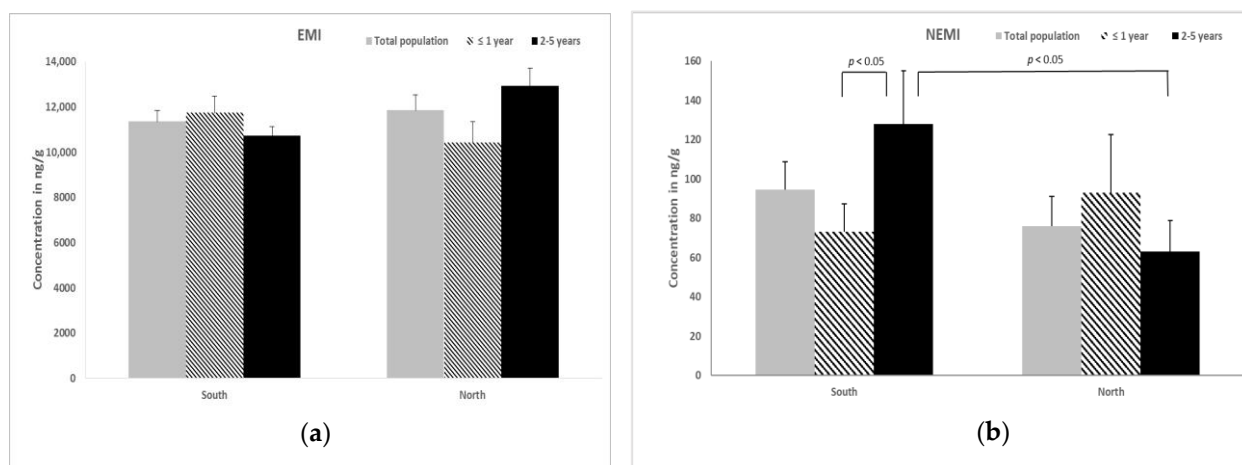 EMI
Total population ≤ 1 year 2-5 years
Concentration in ng/g
14,000
12,000
10,000
8000
6000
4000
2000
0
South North
(a)
NEMI
Total population ≤ 1 year 2-5 years
p < 0.05
p < 0.05
Concentration in ng/g
160
140
120
100
80
60
40
20
0
South North
(b)